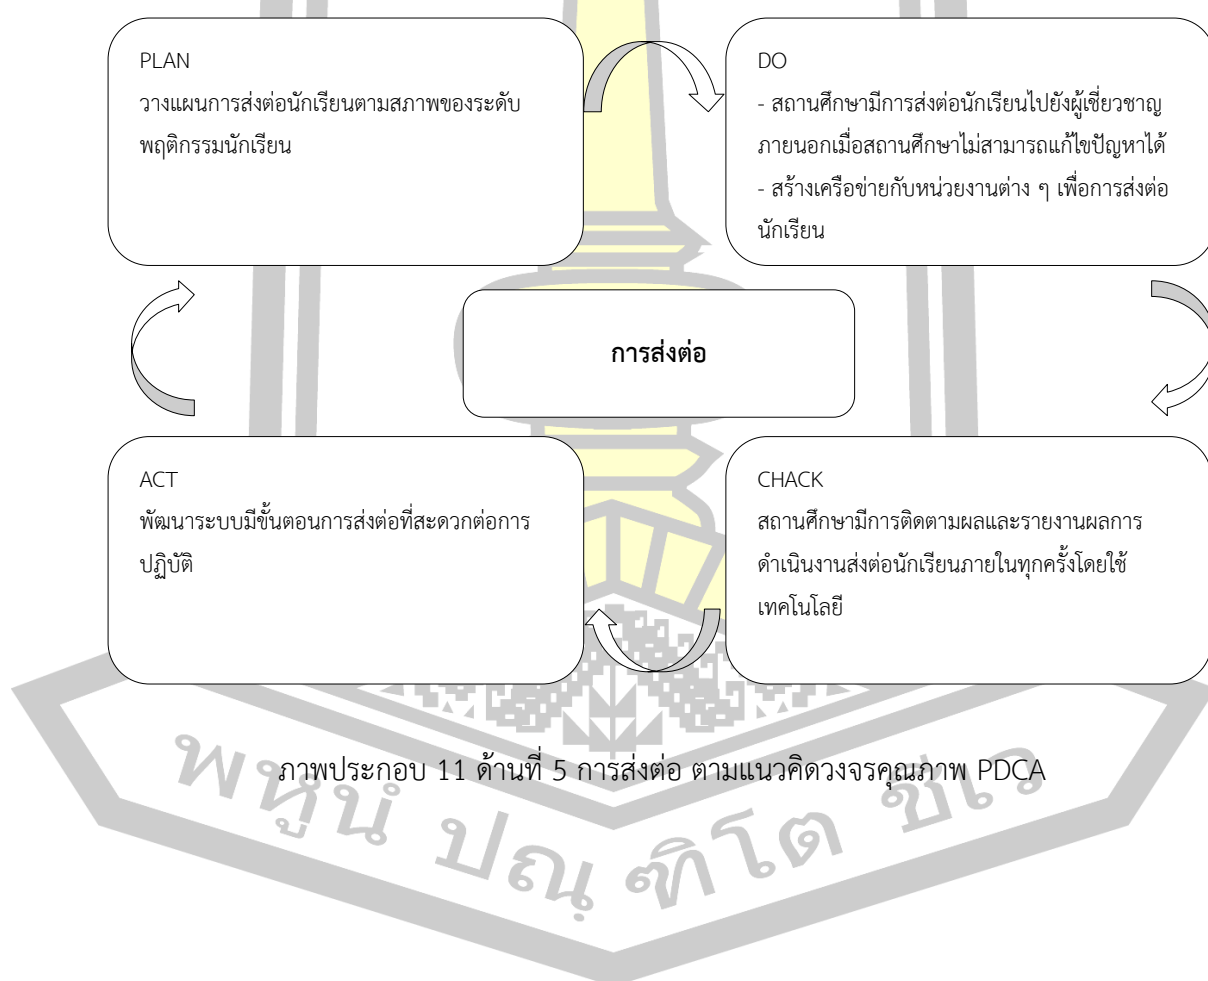 PLAN
วางแผนการส่งต่อนักเรียนตามสภาพของระดับ
พฤติกรรมนักเรียน
DO
- สถานศึกษามีการส่งต่อนักเรียนไปยังผู้เชี่ยวชาญ
ภายนอกเมื่อสถานศึกษาไม่สามารถแก้ไขปัญหาได้
- สร้างเครือข่ายกับหน่วยงานต่าง ๆ เพื่อการส่งต่อ
นักเรียน
การส่งต่อ
ACT
พัฒนาระบบมีขั้นตอนการส่งต่อที่สะดวกต่อการ
ปฏิบัติ
CHACK
สถานศึกษามีการติดตามผลและรายงานผลการ
ดำเนินงานส่งต่อนักเรียนภายในทุกครั้งโดยใช้
เทคโนโลยี
ภาพประกอบ 11 ด้านที่ 5 การส่งต่อ ตามแนวคิดวงจรคุณภาพ PDCA
พหุนํ ปณฺ ฑิโต ชีเว